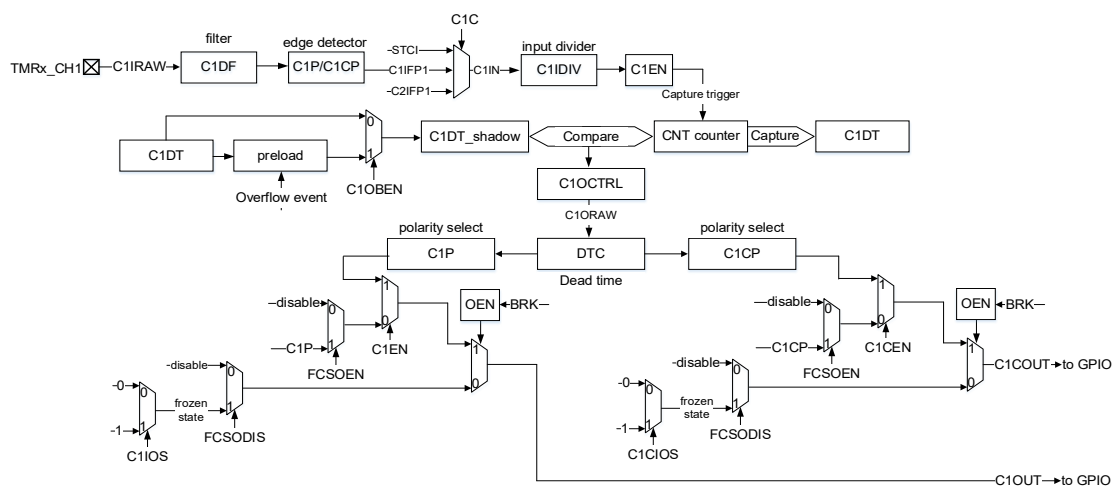 C1C
filter
edge detector
-STCI
input divider
TMRx_CH1
C1IRAW
C1DF
C1P/C1CP
C1IFP1
C1IN
C1IDIV
C1EN
-C2IFP1
Capture trigger
0
C1DT
preload
1
C1DT_shadow
Compare
CNT counter
Capture
C1DT
Overflow event
C1OBEN
C1OCTRL
C1ORAW
polarity select
polarity select
C1P
DTC
C1CP
Dead time
disable
0
1
0
C1P
1
FCSOEN
C1EN
OEN
BRK
1
0
disable
0
1
0
C1CP
1
FCSOEN
C1CEN
OEN
BRK
1
0
C1COUT
to GPIO
-disable
0
1
-0
0
-1
1
frozen
state
C1IOS
FCSODIS
-disable
0
1
-0
0
-1
1
frozen
state
C1CIOS
FCSODIS
C1OUT
to GPIO